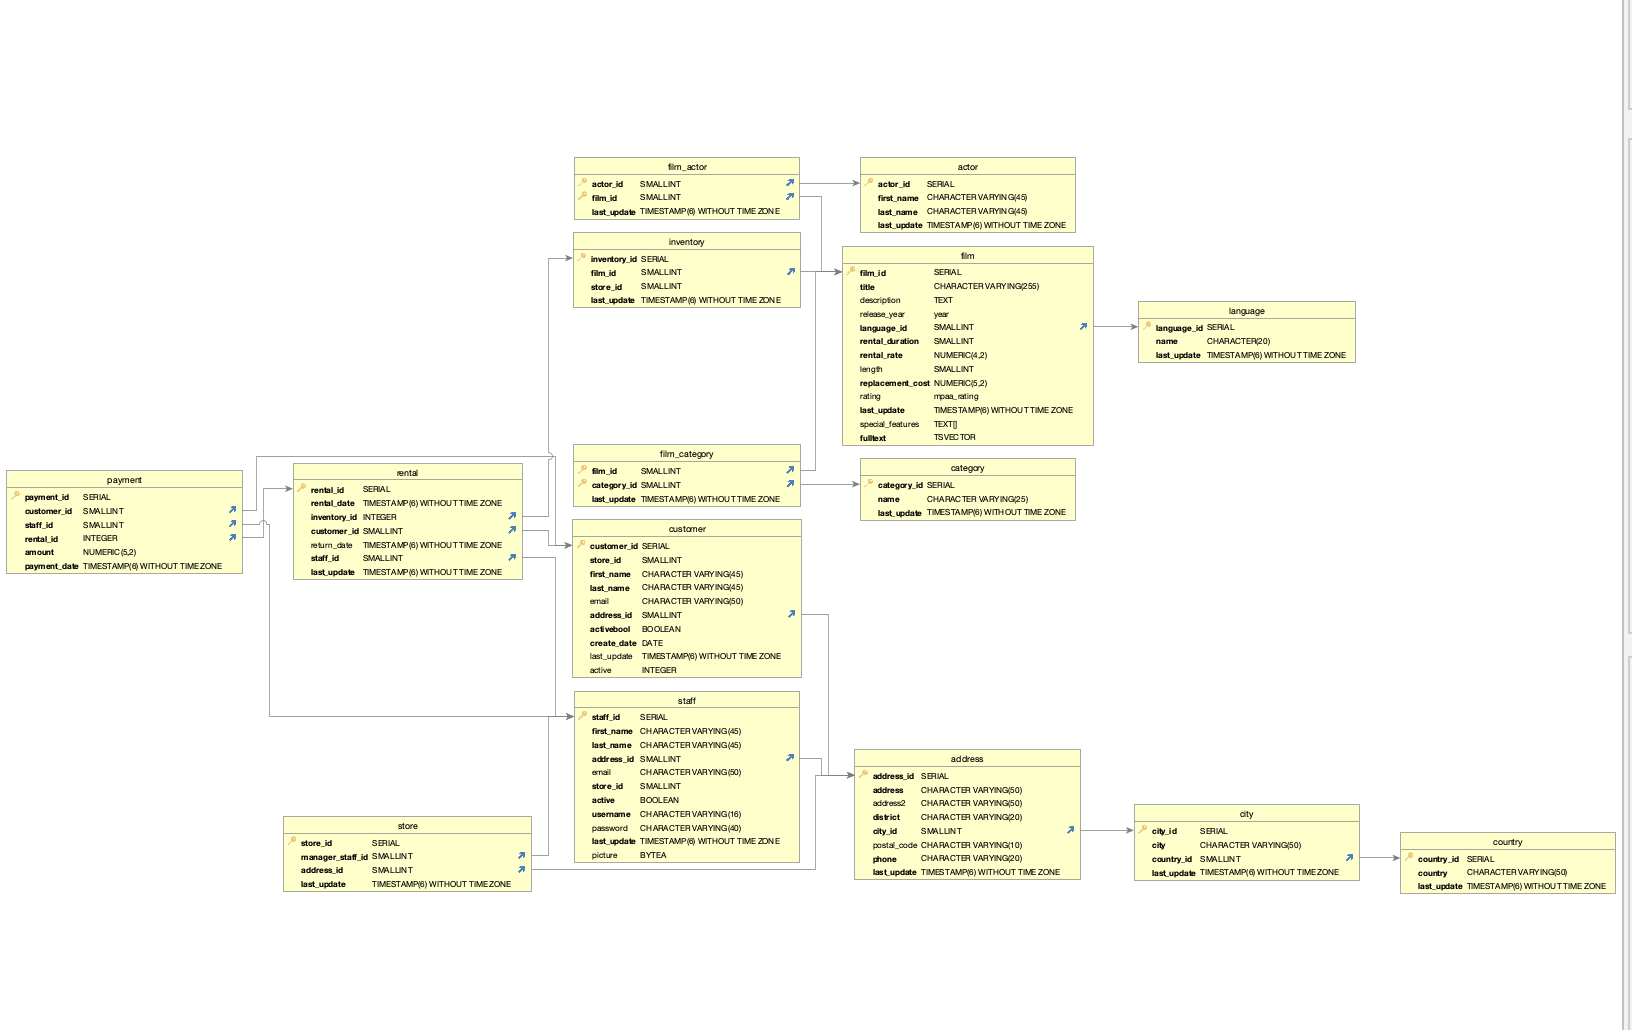 film_actor
actor_id SMALLINT
film_id SMALLINT
last_update TIMESTAMP(6) WITHOUT TIME ZONE
actor
actor_id SERIAL
first_name CHARACTER VARYING(45)
last_name CHARACTER VARYING(45)
last_update TIMESTAMP(6) WITHOUT TIME ZONE
inventory
inventory_id SERIAL
film_id SMALLINT
store_id SMALLINT
last_update TIMESTAMP(6) WITHOUT TIME ZONE
film
film_id SERIAL
title CHARACTER VARYING(255)
description TEXT
release_year year
language_id SMALLINT
rental_duration SMALLINT
rental_rate NUMERIC(4,2)
length SMALLINT
replacement_cost NUMERIC(5,2)
rating mpaa_rating
last_update TIMESTAMP(6) WITHOUT TIME ZONE
special_features TEXT[]
fulltext TSVECTOR
language
language_id SERIAL
name CHARACTER(20)
last_update TIMESTAMP(6) WITHOUT TIME ZONE
film_category
film_id SMALLINT
category_id SMALLINT
last_update TIMESTAMP(6) WITHOUT TIME ZONE
category
category_id SERIAL
name CHARACTER VARYING(25)
last_update TIMESTAMP(6) WITHOUT TIME ZONE
payment
payment_id SERIAL
customer_id SMALLINT
staff_id SMALLINT
rental_id INTEGER
amount NUMERIC(5,2)
payment_date TIMESTAMP(6) WITHOUT TIME ZONE
rental
rental_id SERIAL
rental_date TIMESTAMP(6) WITHOUT TIME ZONE
inventory_id INTEGER
customer_id SMALLINT
return_date TIMESTAMP(6) WITHOUT TIME ZONE
staff_id SMALLINT
last_update TIMESTAMP(6) WITHOUT TIME ZONE
customer
customer_id SERIAL
store_id SMALLINT
first_name CHARACTER VARYING(45)
last_name CHARACTER VARYING(45)
email CHARACTER VARYING(50)
address_id SMALLINT
activebool BOOLEAN
create_date DATE
last_update TIMESTAMP(6) WITHOUT TIME ZONE
active INTEGER
staff
staff_id SERIAL
first_name CHARACTER VARYING(45)
last_name CHARACTER VARYING(45)
address_id SMALLINT
email CHARACTER VARYING(50)
store_id SMALLINT
active BOOLEAN
username CHARACTER VARYING(16)
password CHARACTER VARYING(40)
last_update TIMESTAMP(6) WITHOUT TIME ZONE
picture BYTEA
store
store_id SERIAL
manager_staff_id SMALLINT
address_id SMALLINT
last_update TIMESTAMP(6) WITHOUT TIME ZONE
address
address_id SERIAL
address CHARACTER VARYING(50)
address2 CHARACTER VARYING(50)
district CHARACTER VARYING(20)
city_id SMALLINT
postal_code CHARACTER VARYING(10)
phone CHARACTER VARYING(20)
last_update TIMESTAMP(6) WITHOUT TIME ZONE
city
city_id SERIAL
city CHARACTER VARYING(50)
country_id SMALLINT
last_update TIMESTAMP(6) WITHOUT TIME ZONE
country
country_id SERIAL
country CHARACTER VARYING(50)
last_update TIMESTAMP(6) WITHOUT TIME ZONE